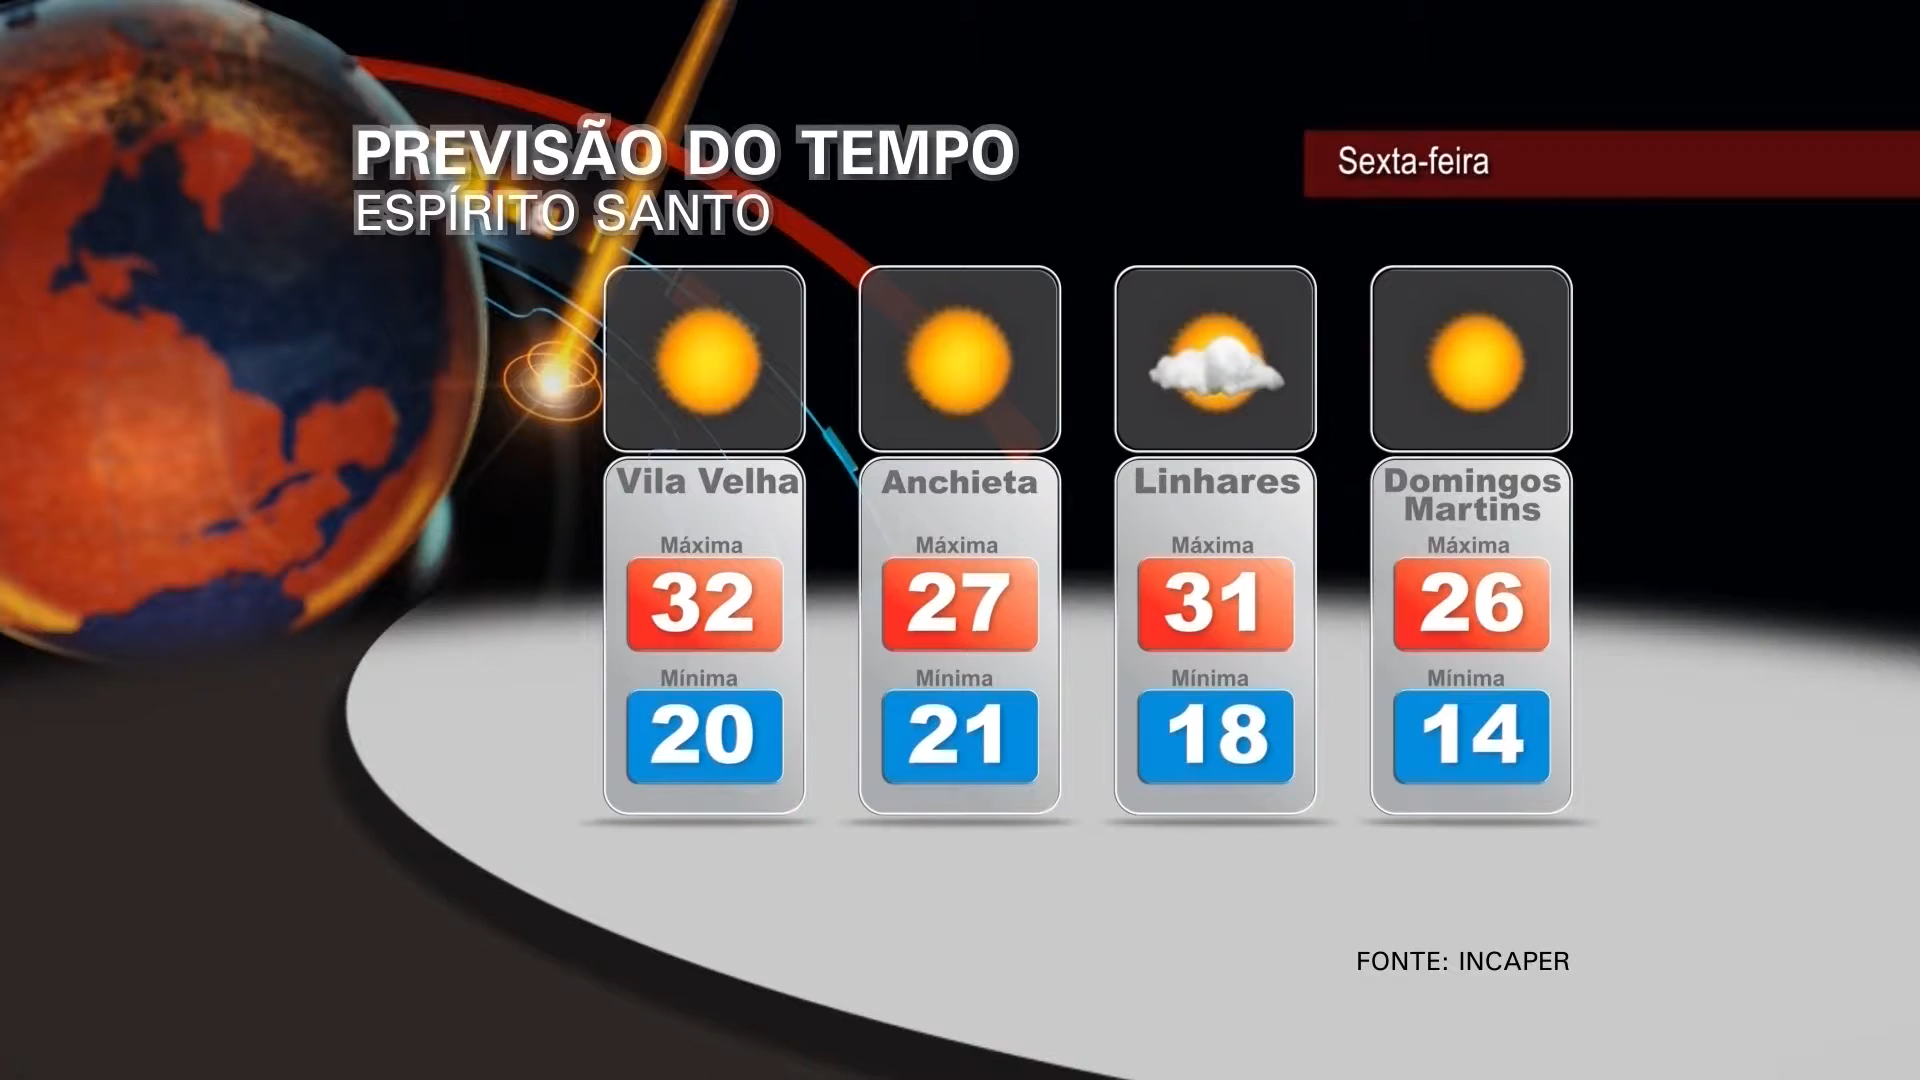 PREVISÃO DO TEMPO
ESPÍRITO SANTO
Sexta-feira
Vila Velha
Máxima
32
Mínima
20
Anchieta
Máxima
27
Mínima
21
Linhares
Máxima
31
Mínima
18
Domingos
Martins
Máxima
26
Mínima
14
FONTE: INCAPER